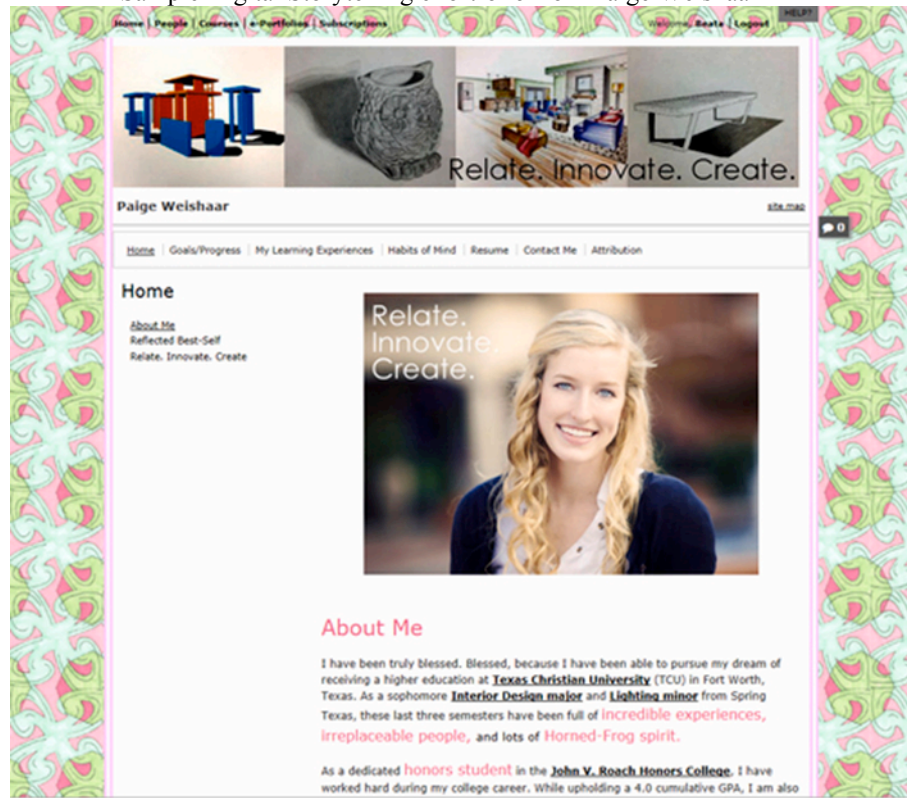 Home | People | Courses | e-Portfolios | Subscriptions
Welcome, Beate | Logout
HELP?
Relate. Innovate. Create.
Paige Weishaar
site map
0
Home | Goals/Progress | My Learning Experiences | Habits of Mind | Resume | Contact Me | Attribution
Home
About Me
Reflected Best-Self
Relate. Innovate. Create
Relate.
Innovate.
Create.
About Me
I have been truly blessed. Blessed, because I have been able to pursue my dream of
receiving a higher education at Texas Christian University (TCU) in Fort Worth,
Texas. As a sophomore Interior Design major and Lighting minor from Spring
Texas, these last three semesters have been full of incredible experiences,
irreplaceable people, and lots of Horned-Frog spirit.
As a dedicated honors student in the John V. Roach Honors College, I have
worked hard during my college career. While upholding a 4.0 cumulative GPA, I am also